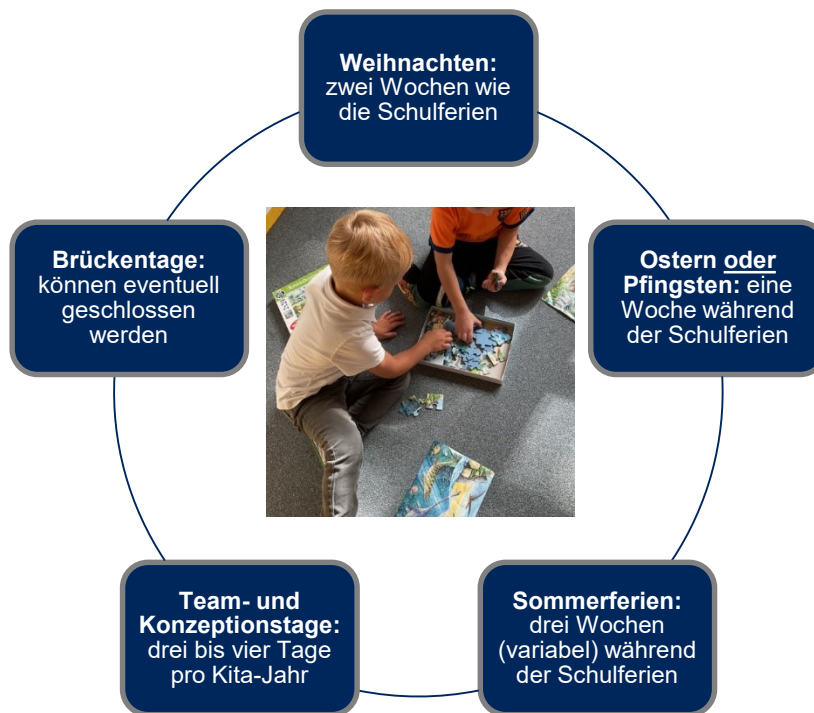 Weihnachten:
zwei Wochen wie
die Schulferien
Ostern oder
Pfingsten: eine
Woche während
der Schulferien
Sommerferien:
drei Wochen
(variabel) während
der Schulferien
Team- und
Konzeptionstage:
drei bis vier Tage
pro Kita-Jahr
Brückentage:
können eventuell
geschlossen
werden